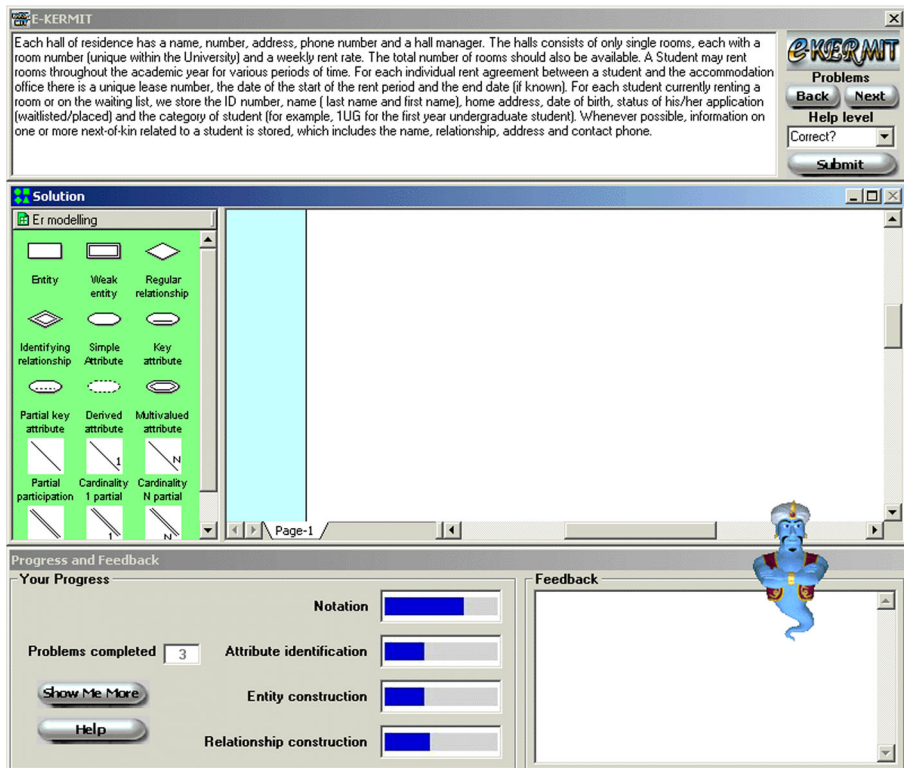 E-KERMIT
Each hall of residence has a name, number, address, phone number and a hall manager. The halls consists of only single rooms, each with a
room number (unique within the University) and a weekly rent rate. The total number of rooms should also be available. A Student may rent
rooms throughout the academic year for various periods of time. For each individual rent agreement between a student and the accommodation
office there is a unique lease number, the date of the start of the rent period and the end date (if known). For each student currently renting a
room or on the waiting list, we store the ID number, name ( last name and first name), home address, date of birth, status of his/her application
(waitlisted/placed) and the category of student (for example, 1UG for the first year undergraduate student). Whenever possible, information on
one or more next-of-kin related to a student is stored, which includes the name, relationship, address and contact phone.
e-KERMIT
Problems
Back Next
Help level
Correct?
Submit
Solution
Er modelling
Entity Weak entity Regular relationship
Identifying relationship Simple Attribute Key attribute
Partial key attribute Derived attribute Multivalued attribute
1 N
Partial participation Cardinality 1 partial Cardinality N partial
1 N
Page-1
Progress and Feedback
Your Progress
Notation
Problems completed 3
Attribute identification
Show Me More
Entity construction
Help
Relationship construction
Feedback